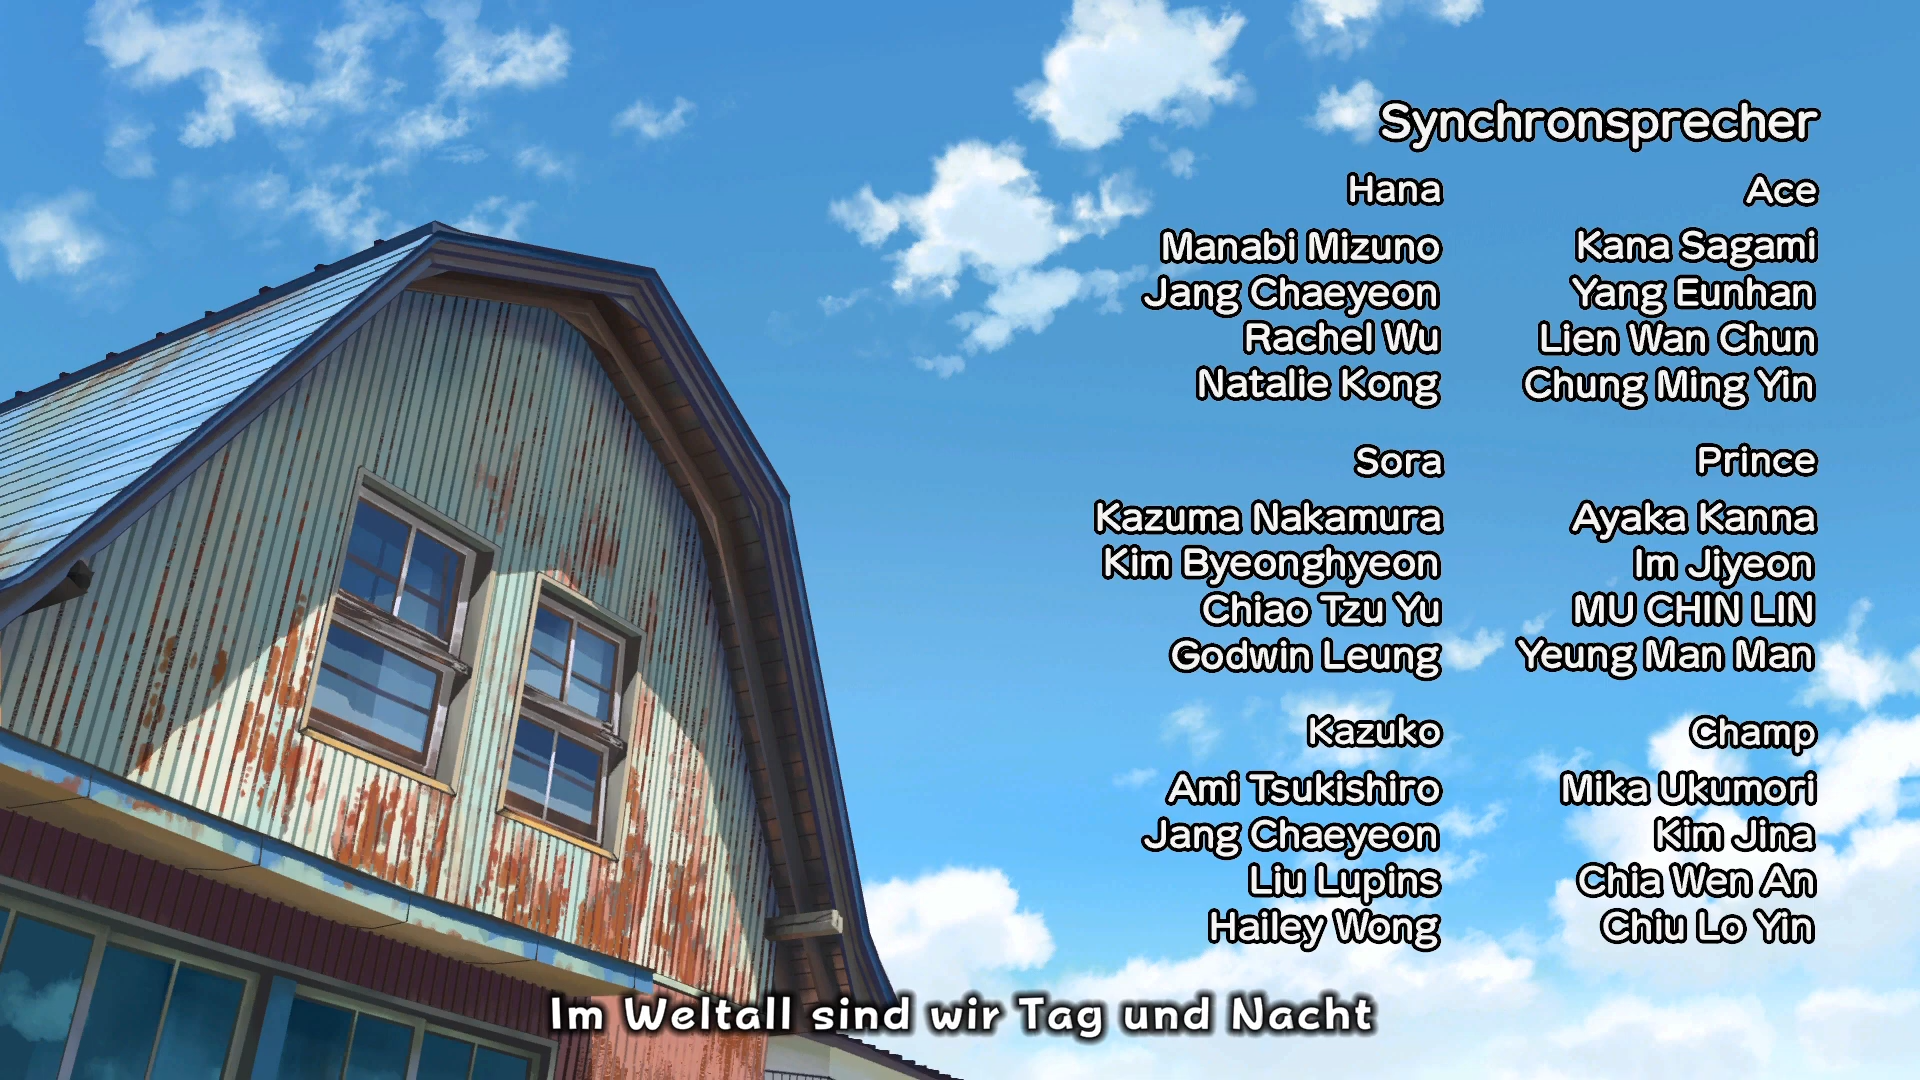 Synchronsprecher
Hana
Manabi Mizuno
Jang Chaeyeon
Rachel Wu
Natalie Kong
Ace
Kana Sagami
Yang Eunhan
Lien Wan Chun
Chung Ming Yin
Sora
Kazuma Nakamura
Kim Byeonghyeon
Chiao Tzu Yu
Godwin Leung
Prince
Ayaka Kanna
Im Jiyeon
MU CHIN LIN
Yeung Man Man
Kazuko
Ami Tsukishiro
Jang Chaeyeon
Liu Lupins
Hailey Wong
Champ
Mika Ukumori
Kim Jina
Chia Wen An
Chiu Lo Yin
Im Weltall sind wir Tag und Nacht